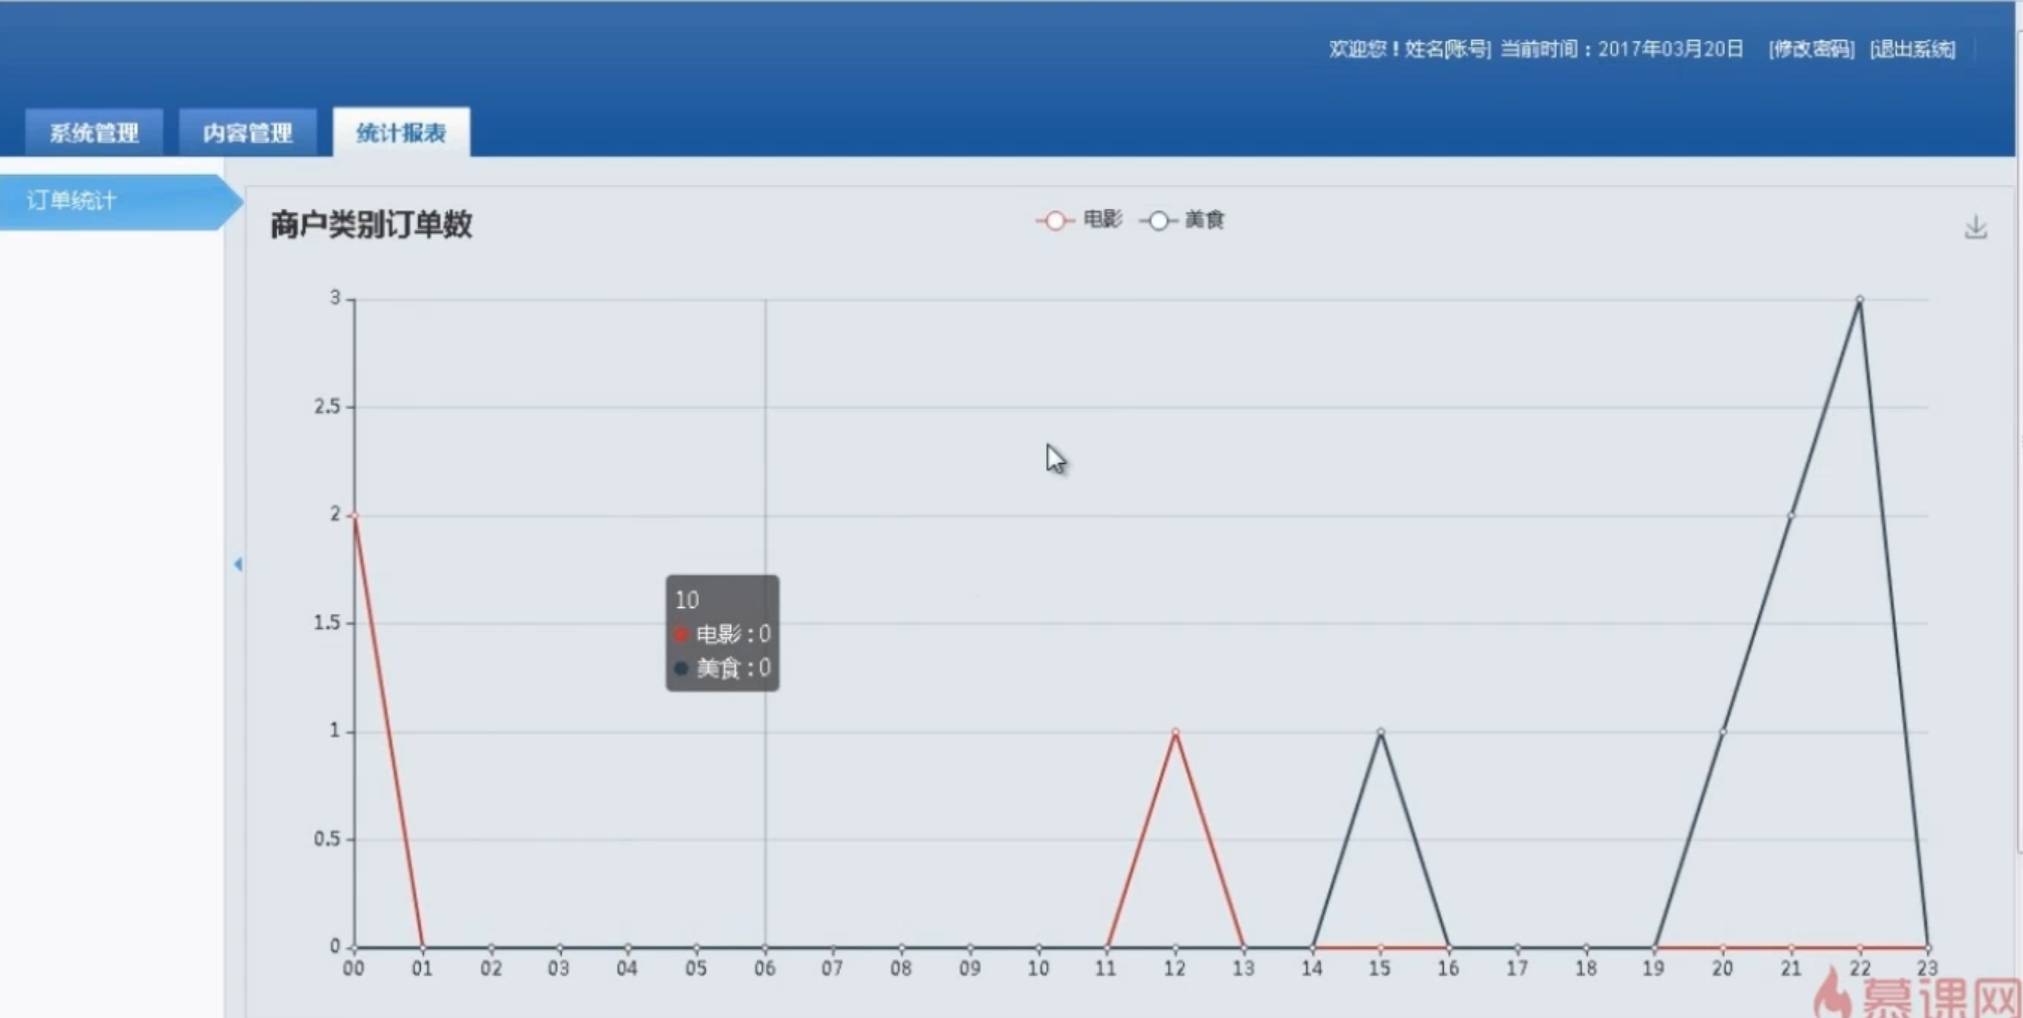 欢迎您！姓名[账号] 当前时间：2017年03月20日 [修改密码] [退出系统]
系统管理 内容管理 统计报表
订单统计
商户类别订单数
电影 美食
3
2.5
2
1.5
1
0.5
0
10
电影 : 0
美食 : 0
00 01 02 03 04 05 06 07 08 09 10 11 12 13 14 15 16 17 18 19 20 21 22 23
慕课网